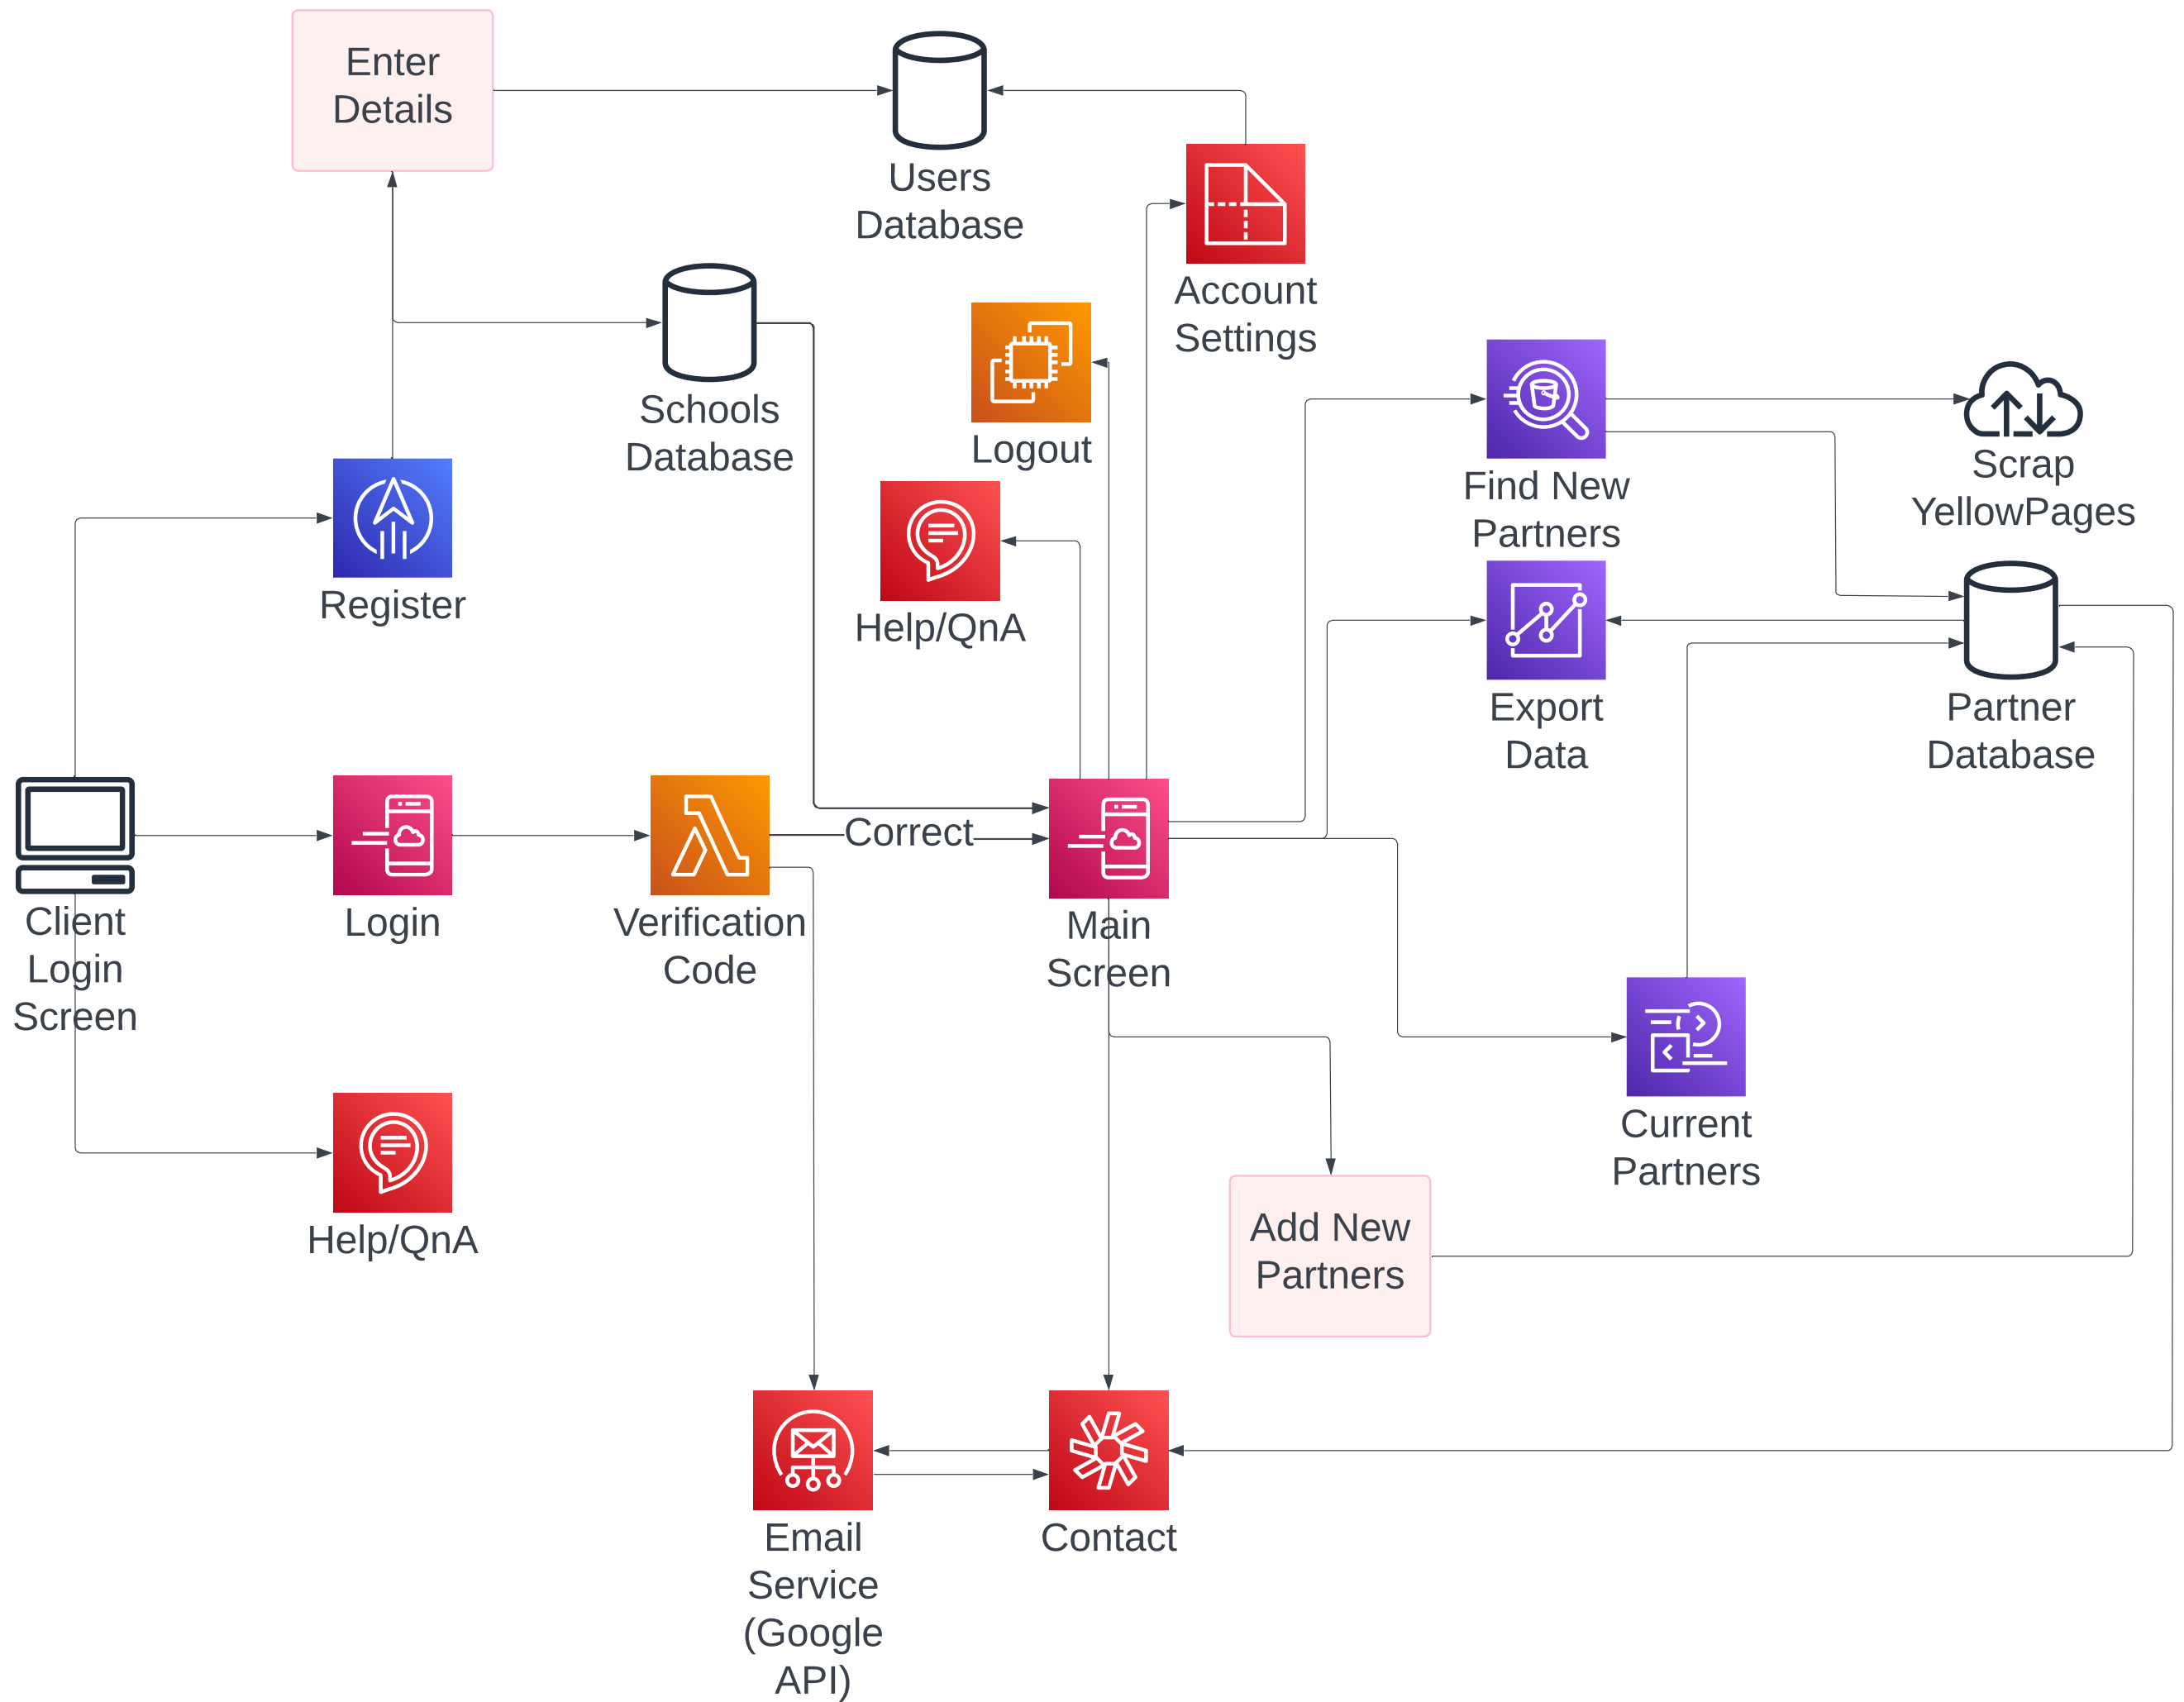 Enter
Details
Users
Database
Account
Settings
Schools
Database
Logout
Find New
Partners
Scrap
YellowPages
Register
Help/QnA
Export
Data
Partner
Database
Correct
Client
Login
Screen
Login
Verification
Code
Main
Screen
Current
Partners
Help/QnA
Add New
Partners
Email
Service
(Google
API)
Contact